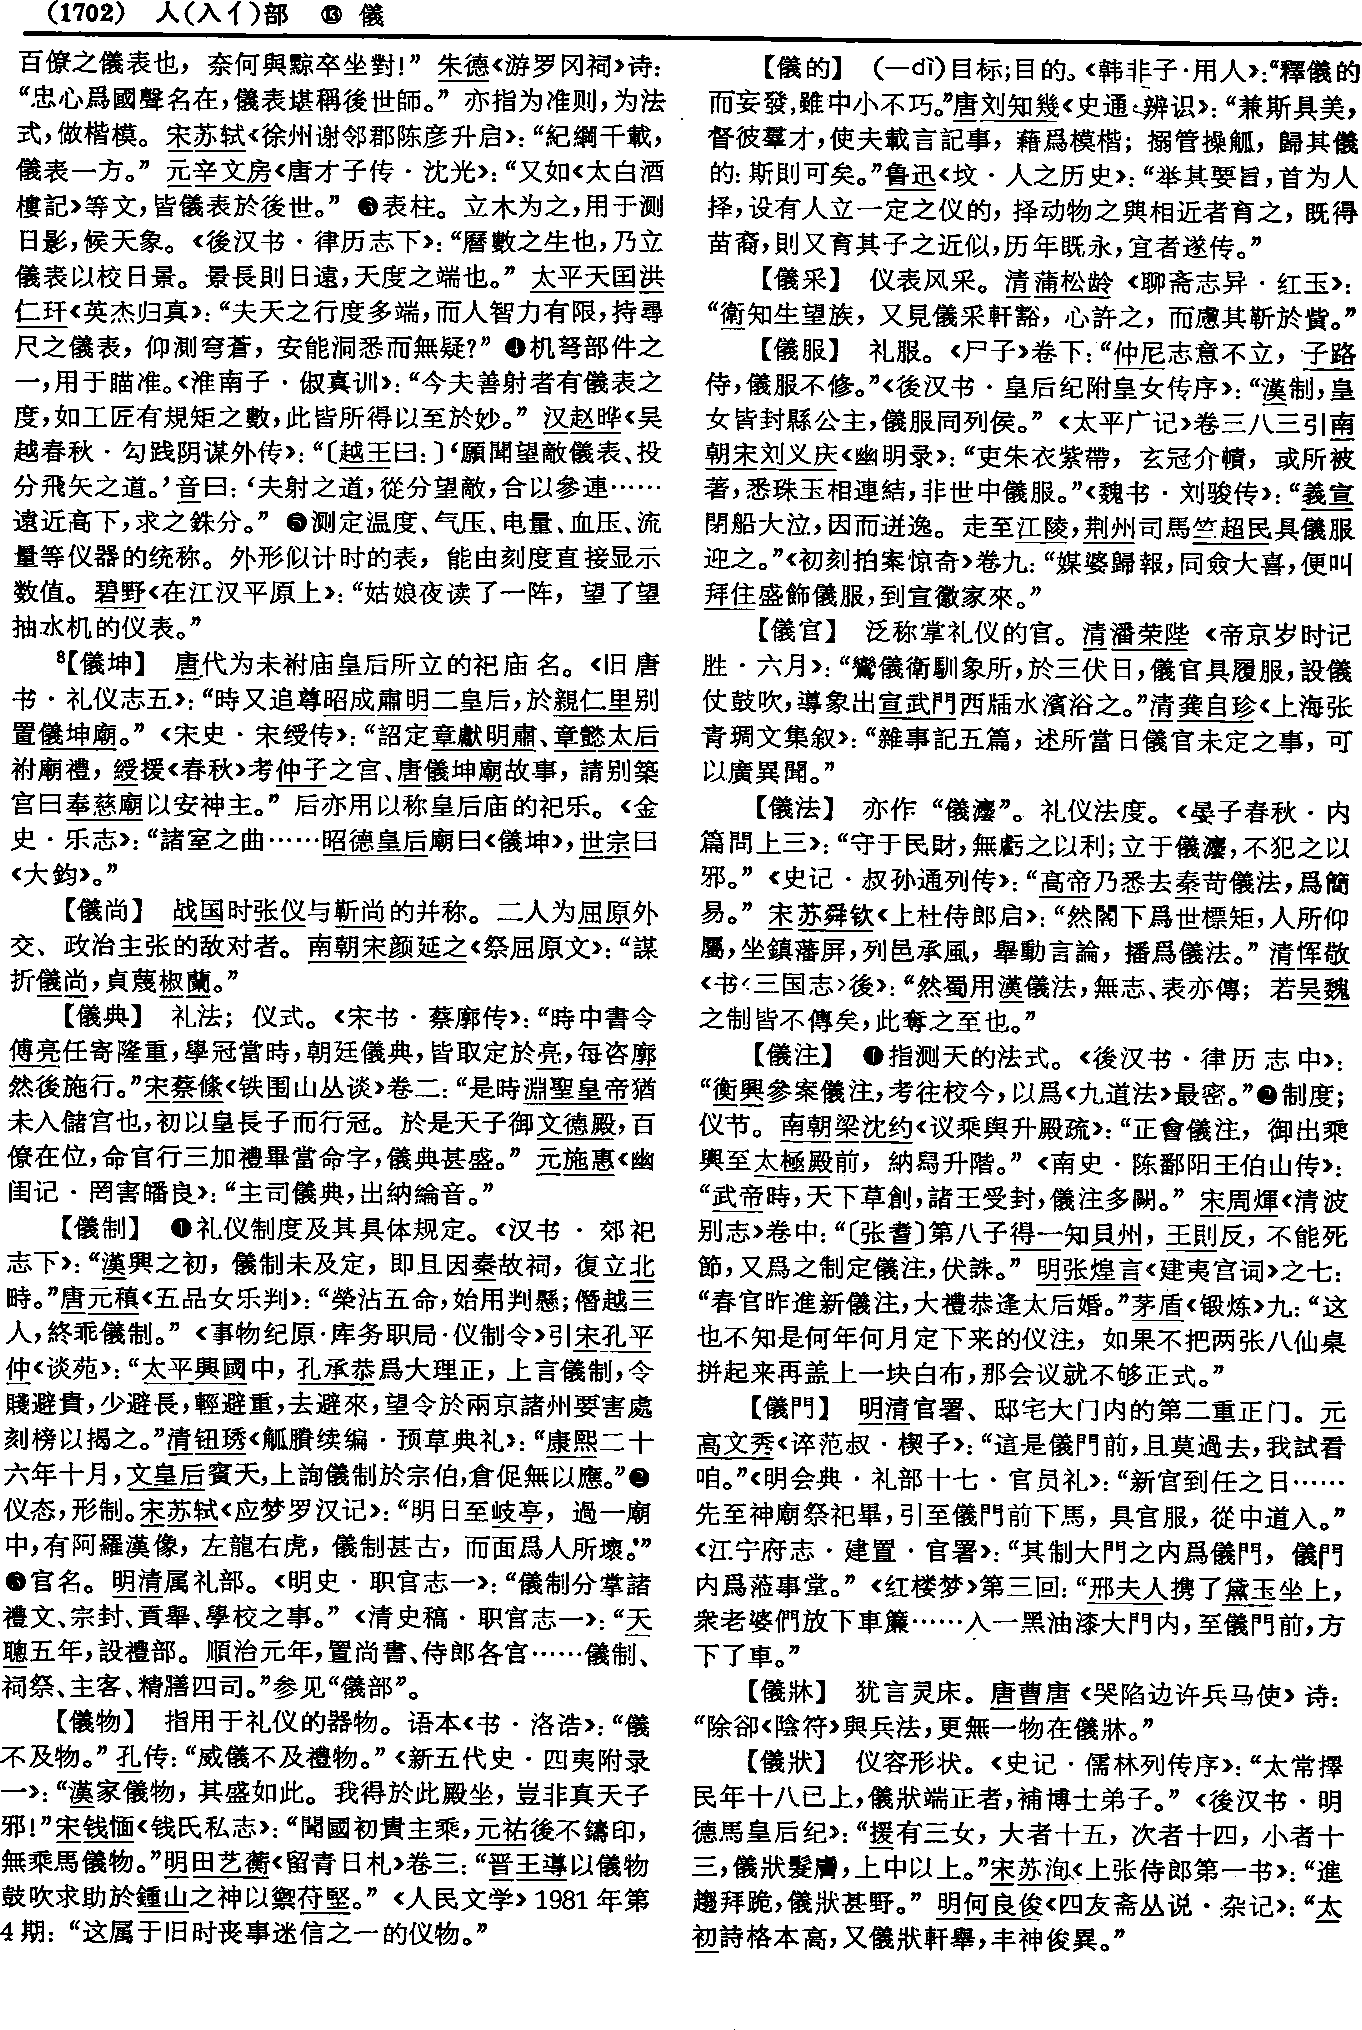 (1702) 人(入亻)部 ⓭ 儀
百僚之儀表也，奈何與黥卒坐對!” 朱德《游罗冈祠》诗：
“忠心爲國聲名在，儀表堪稱後世師。” 亦指为准则，为法
式，做楷模。 宋苏轼《徐州谢邻郡陈彦升启》：“紀綱千載，
儀表一方。” 元辛文房《唐才子传·沈光》：“又如《太白酒
樓記》等文，皆儀表於後世。” ❸表柱。立木为之，用于测
日影，候天象。《後汉书·律历志下》：“曆數之生也，乃立
儀表以校日景。景長則日遠，天度之端也。” 太平天国洪
仁玕《英杰归真》：“夫天之行度多端，而人智力有限，持尋
尺之儀表，仰測穹蒼，安能洞悉而無疑?” ❹机弩部件之
一，用于瞄准。《淮南子·俶真训》：“今夫善射者有儀表之
度，如工匠有規矩之數，此皆所得以至於妙。” 汉赵晔《吴
越春秋·勾践阴谋外传》：“〔越王曰：〕‘願聞望敵儀表、投
分飛矢之道。’音曰：‘夫射之道，從分望敵，合以參連……
遠近高下，求之銖分。” ❺测定温度、气压、电量、血压、流
量等仪器的统称。外形似计时的表，能由刻度直接显示
数值。碧野《在江汉平原上》：“姑娘夜读了一阵，望了望
抽水机的仪表。”
⁸【儀坤】 唐代为未祔庙皇后所立的祀庙名。《旧唐
书·礼仪志五》：“時又追尊昭成肅明二皇后，於親仁里别
置儀坤廟。” 《宋史·宋绶传》：“詔定章獻明肅、章懿太后
祔廟禮，綬援《春秋》考仲子之宫、唐儀坤廟故事，請别築
宫曰奉慈廟以安神主。” 后亦用以称皇后庙的祀乐。《金
史·乐志》：“諸室之曲……昭德皇后廟曰《儀坤》，世宗曰
《大鈞》。”
【儀尚】 战国时张仪与靳尚的并称。二人为屈原外
交、政治主张的敌对者。南朝宋颜延之《祭屈原文》：“謀
折儀尚，貞蔑椒蘭。”
【儀典】 礼法；仪式。《宋书·蔡廓传》：“時中書令
傅亮任寄隆重，學冠當時，朝廷儀典，皆取定於亮，每咨廓
然後施行。”宋蔡絛《铁围山丛谈》卷二：“是時淵聖皇帝猶
未入儲宫也，初以皇長子而行冠。於是天子御文德殿，百
僚在位，命官行三加禮畢當命字，儀典甚盛。” 元施惠《幽
闺记·罔害皤良》：“主司儀典，出納綸音。”
【儀制】 ❶礼仪制度及其具体规定。《汉书·郊祀
志下》：“漢興之初，儀制未及定，即且因秦故祠，復立北
畤。”唐元稹《五品女乐判》：“榮沾五命，始用判懸；僭越三
人，終乖儀制。” 《事物纪原·库务职局·仪制令》引宋孔平
仲《谈苑》：“太平興國中，孔承恭爲大理正，上言儀制，令
賤避貴，少避長，輕避重，去避來，望令於兩京諸州要害處
刻榜以揭之。”清钮琇《觚賸续编·预草典礼》：“康熙二十
六年十月，文皇后賓天，上詢儀制於宗伯，倉促無以應。”❷
仪态，形制。宋苏轼《应梦罗汉记》：“明日至岐亭，過一廟
中，有阿羅漢像，左龍右虎，儀制甚古，而面爲人所壞。”
❸官名。明清属礼部。《明史·职官志一》：“儀制分掌諸
禮文、宗封、貢舉、學校之事。” 《清史稿·职官志一》：“天
聰五年，設禮部。順治元年，置尚書、侍郎各官……儀制、
祠祭、主客、精膳四司。”参见“儀部”。
【儀物】 指用于礼仪的器物。语本《书·洛诰》：“儀
不及物。” 孔传：“威儀不及禮物。” 《新五代史·四夷附录
一》：“漢家儀物，其盛如此。我得於此殿坐，豈非真天子
邪!”宋钱愐《钱氏私志》：“聞國初貴主乘，元祐後不鑄印，
無乘馬儀物。”明田艺蘅《留青日札》卷三：“晋王導以儀物
鼓吹求助於鍾山之神以禦苻堅。” 《人民文学》1981年第
4期：“这属于旧时丧事迷信之一的仪物。”
【儀的】 (—dì)目标；目的。《韩非子·用人》：“釋儀的
而妄發，雖中小不巧。”唐刘知幾《史通·辨识》：“兼斯具美，
督彼羣才，使夫載言記事，藉爲模楷；搦管操觚，歸其儀
的：斯則可矣。”鲁迅《坟·人之历史》：“举其要旨，首为人
择，设有人立一定之仪的，择动物之與相近者育之，既得
苗裔，則又育其子之近似，历年既永，宜者遂传。”
【儀采】 仪表风采。清蒲松龄《聊斋志异·红玉》：
“衛知生望族，又見儀采軒豁，心許之，而慮其靳於貲。”
【儀服】 礼服。《尸子》卷下：“仲尼志意不立，子路
侍，儀服不修。”《後汉书·皇后纪附皇女传序》：“漢制，皇
女皆封縣公主，儀服同列侯。” 《太平广记》卷三八三引南
朝宋刘义庆《幽明录》：“吏朱衣紫帶，玄冠介幘，或所被
著，悉珠玉相連結，非世中儀服。”《魏书·刘骏传》：“義宣
閉船大泣，因而迸逸。走至江陵，荆州司馬竺超民具儀服
迎之。”《初刻拍案惊奇》卷九：“媒婆歸報，同僉大喜，便叫
拜住盛飾儀服，到宣徽家來。”
【儀官】 泛称掌礼仪的官。清潘荣陛《帝京岁时记
胜·六月》：“鸞儀衛馴象所，於三伏日，儀官具履服，設儀
仗鼓吹，導象出宣武門西牐水濱浴之。”清龚自珍《上海张
青琱文集叙》：“雜事記五篇，述所當日儀官未定之事，可
以廣異聞。”
【儀法】 亦作“儀灋”。礼仪法度。《晏子春秋·内
篇問上三》：“守于民財，無虧之以利；立于儀灋，不犯之以
邪。” 《史记·叔孙通列传》：“高帝乃悉去秦苛儀法，爲簡
易。” 宋苏舜钦《上杜侍郎启》：“然閣下爲世標矩，人所仰
屬，坐鎮藩屏，列邑承風，舉動言論，播爲儀法。” 清恽敬
《书〈三国志〉後》：“然蜀用漢儀法，無志、表亦傳；若吴魏
之制皆不傳矣，此奪之至也。”
【儀注】 ❶指测天的法式。《後汉书·律历志中》：
“衡興參案儀注，考往校今，以爲《九道法》最密。”❷制度；
仪节。南朝梁沈约《议乘舆升殿疏》：“正會儀注，御出乘
輿至太極殿前，納舄升階。” 《南史·陈鄱阳王伯山传》：
“武帝時，天下草創，諸王受封，儀注多闕。” 宋周煇《清波
别志》卷中：“〔张耆〕第八子得一知貝州，王則反，不能死
節，又爲之制定儀注，伏誅。” 明张煌言《建夷宫词》之七：
“春官昨進新儀注，大禮恭逢太后婚。”茅盾《锻炼》九：“这
也不知是何年何月定下来的仪注，如果不把两张八仙桌
拼起来再盖上一块白布，那会议就不够正式。”
【儀門】 明清官署、邸宅大门内的第二重正门。元
高文秀《谇范叔·楔子》：“這是儀門前，且莫過去，我試看
咱。”《明会典·礼部十七·官员礼》：“新官到任之日……
先至神廟祭祀畢，引至儀門前下馬，具官服，從中道入。”
《江宁府志·建置·官署》：“其制大門之内爲儀門，儀門
内爲蒞事堂。” 《红楼梦》第三回：“邢夫人携了黛玉坐上，
衆老婆們放下車簾……入一黑油漆大門内，至儀門前，方
下了車。”
【儀牀】 犹言灵床。唐曹唐《哭陷边许兵马使》诗：
“除卻《陰符》與兵法，更無一物在儀牀。”
【儀狀】 仪容形状。《史记·儒林列传序》：“太常擇
民年十八已上，儀狀端正者，補博士弟子。” 《後汉书·明
德馬皇后纪》：“援有三女，大者十五，次者十四，小者十
三，儀狀髮膚，上中以上。”宋苏洵《上张侍郎第一书》：“進
趨拜跪，儀狀甚野。” 明何良俊《四友斋丛说·杂记》：“太
初詩格本高，又儀狀軒舉，丰神俊異。”